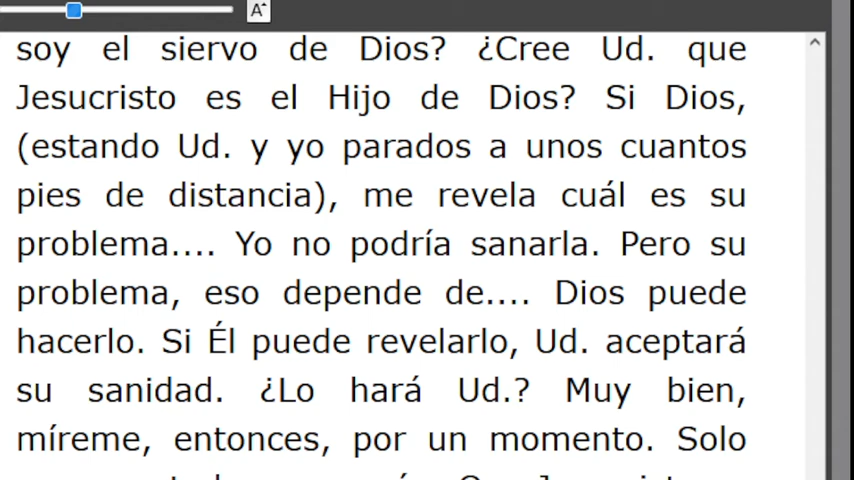 A
soy el siervo de Dios? ¿Cree Ud. que
Jesucristo es el Hijo de Dios? Si Dios,
(estando Ud. y yo parados a unos cuantos
pies de distancia), me revela cuál es su
problema.... Yo no podría sanarla. Pero su
problema, eso depende de.... Dios puede
hacerlo. Si Él puede revelarlo, Ud. aceptará
su sanidad. ¿Lo hará Ud.? Muy bien,
míreme, entonces, por un momento. Solo